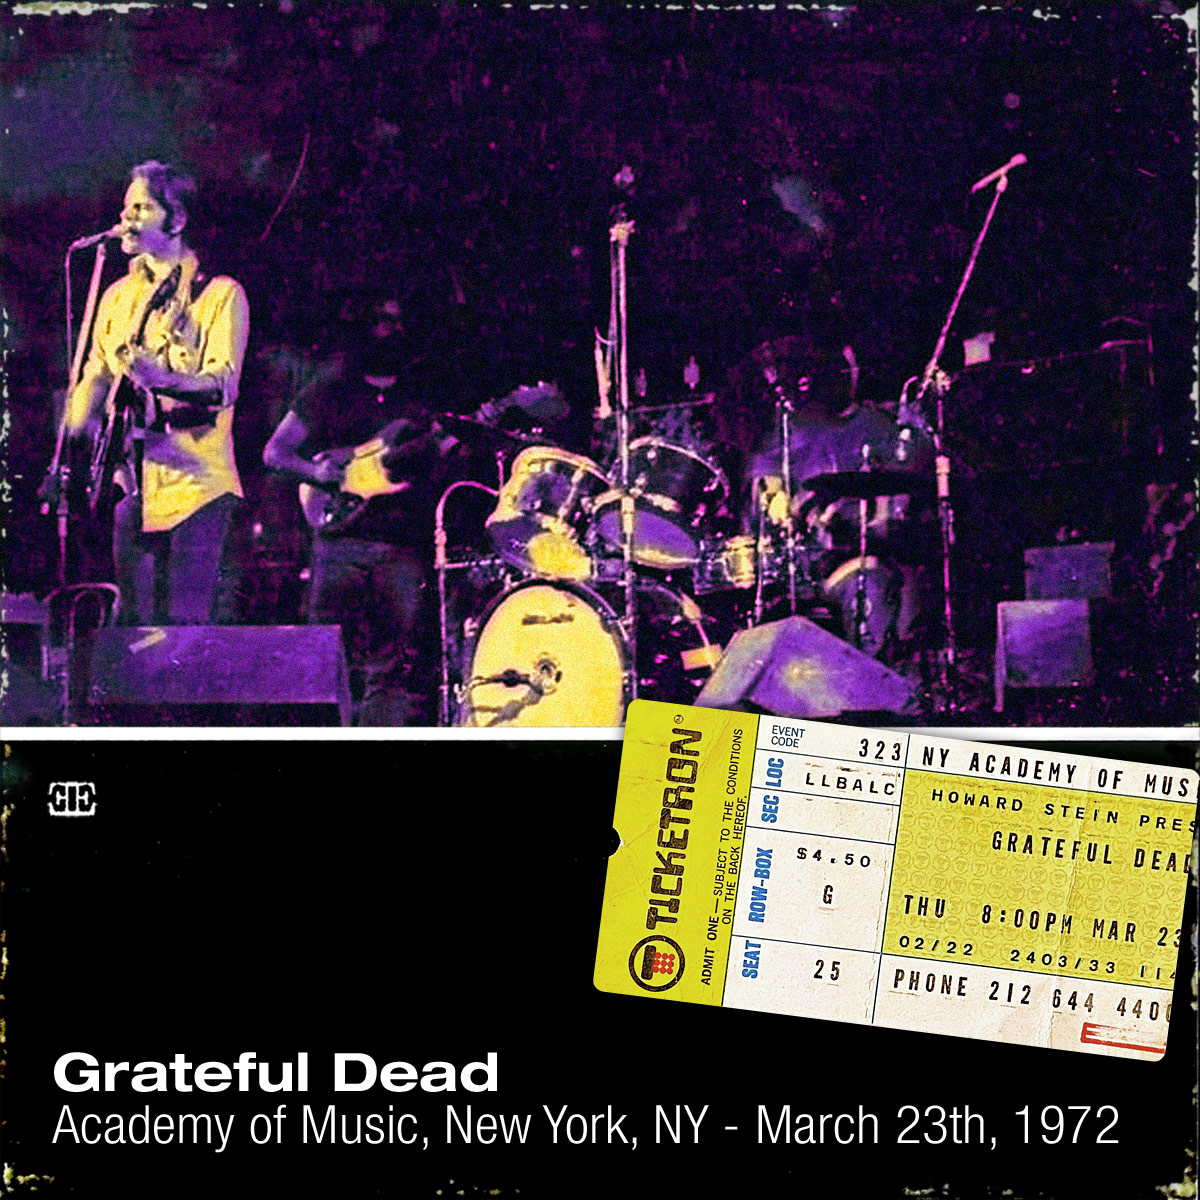 TICKETRON
ADMIT ONE — SUBJECT TO THE CONDITIONS
ON THE BACK HEREOF.
EVENT CODE
323
SEC LOC
LLBALC
ROW-BOX
$4.50
G
SEAT
25
NY ACADEMY OF MUS
HOWARD STEIN PRES
GRATEFUL DEAD
THU 8:00PM MAR 23
02/22 2403/33 114
PHONE 212 644 4400
Grateful Dead
Academy of Music, New York, NY - March 23th, 1972